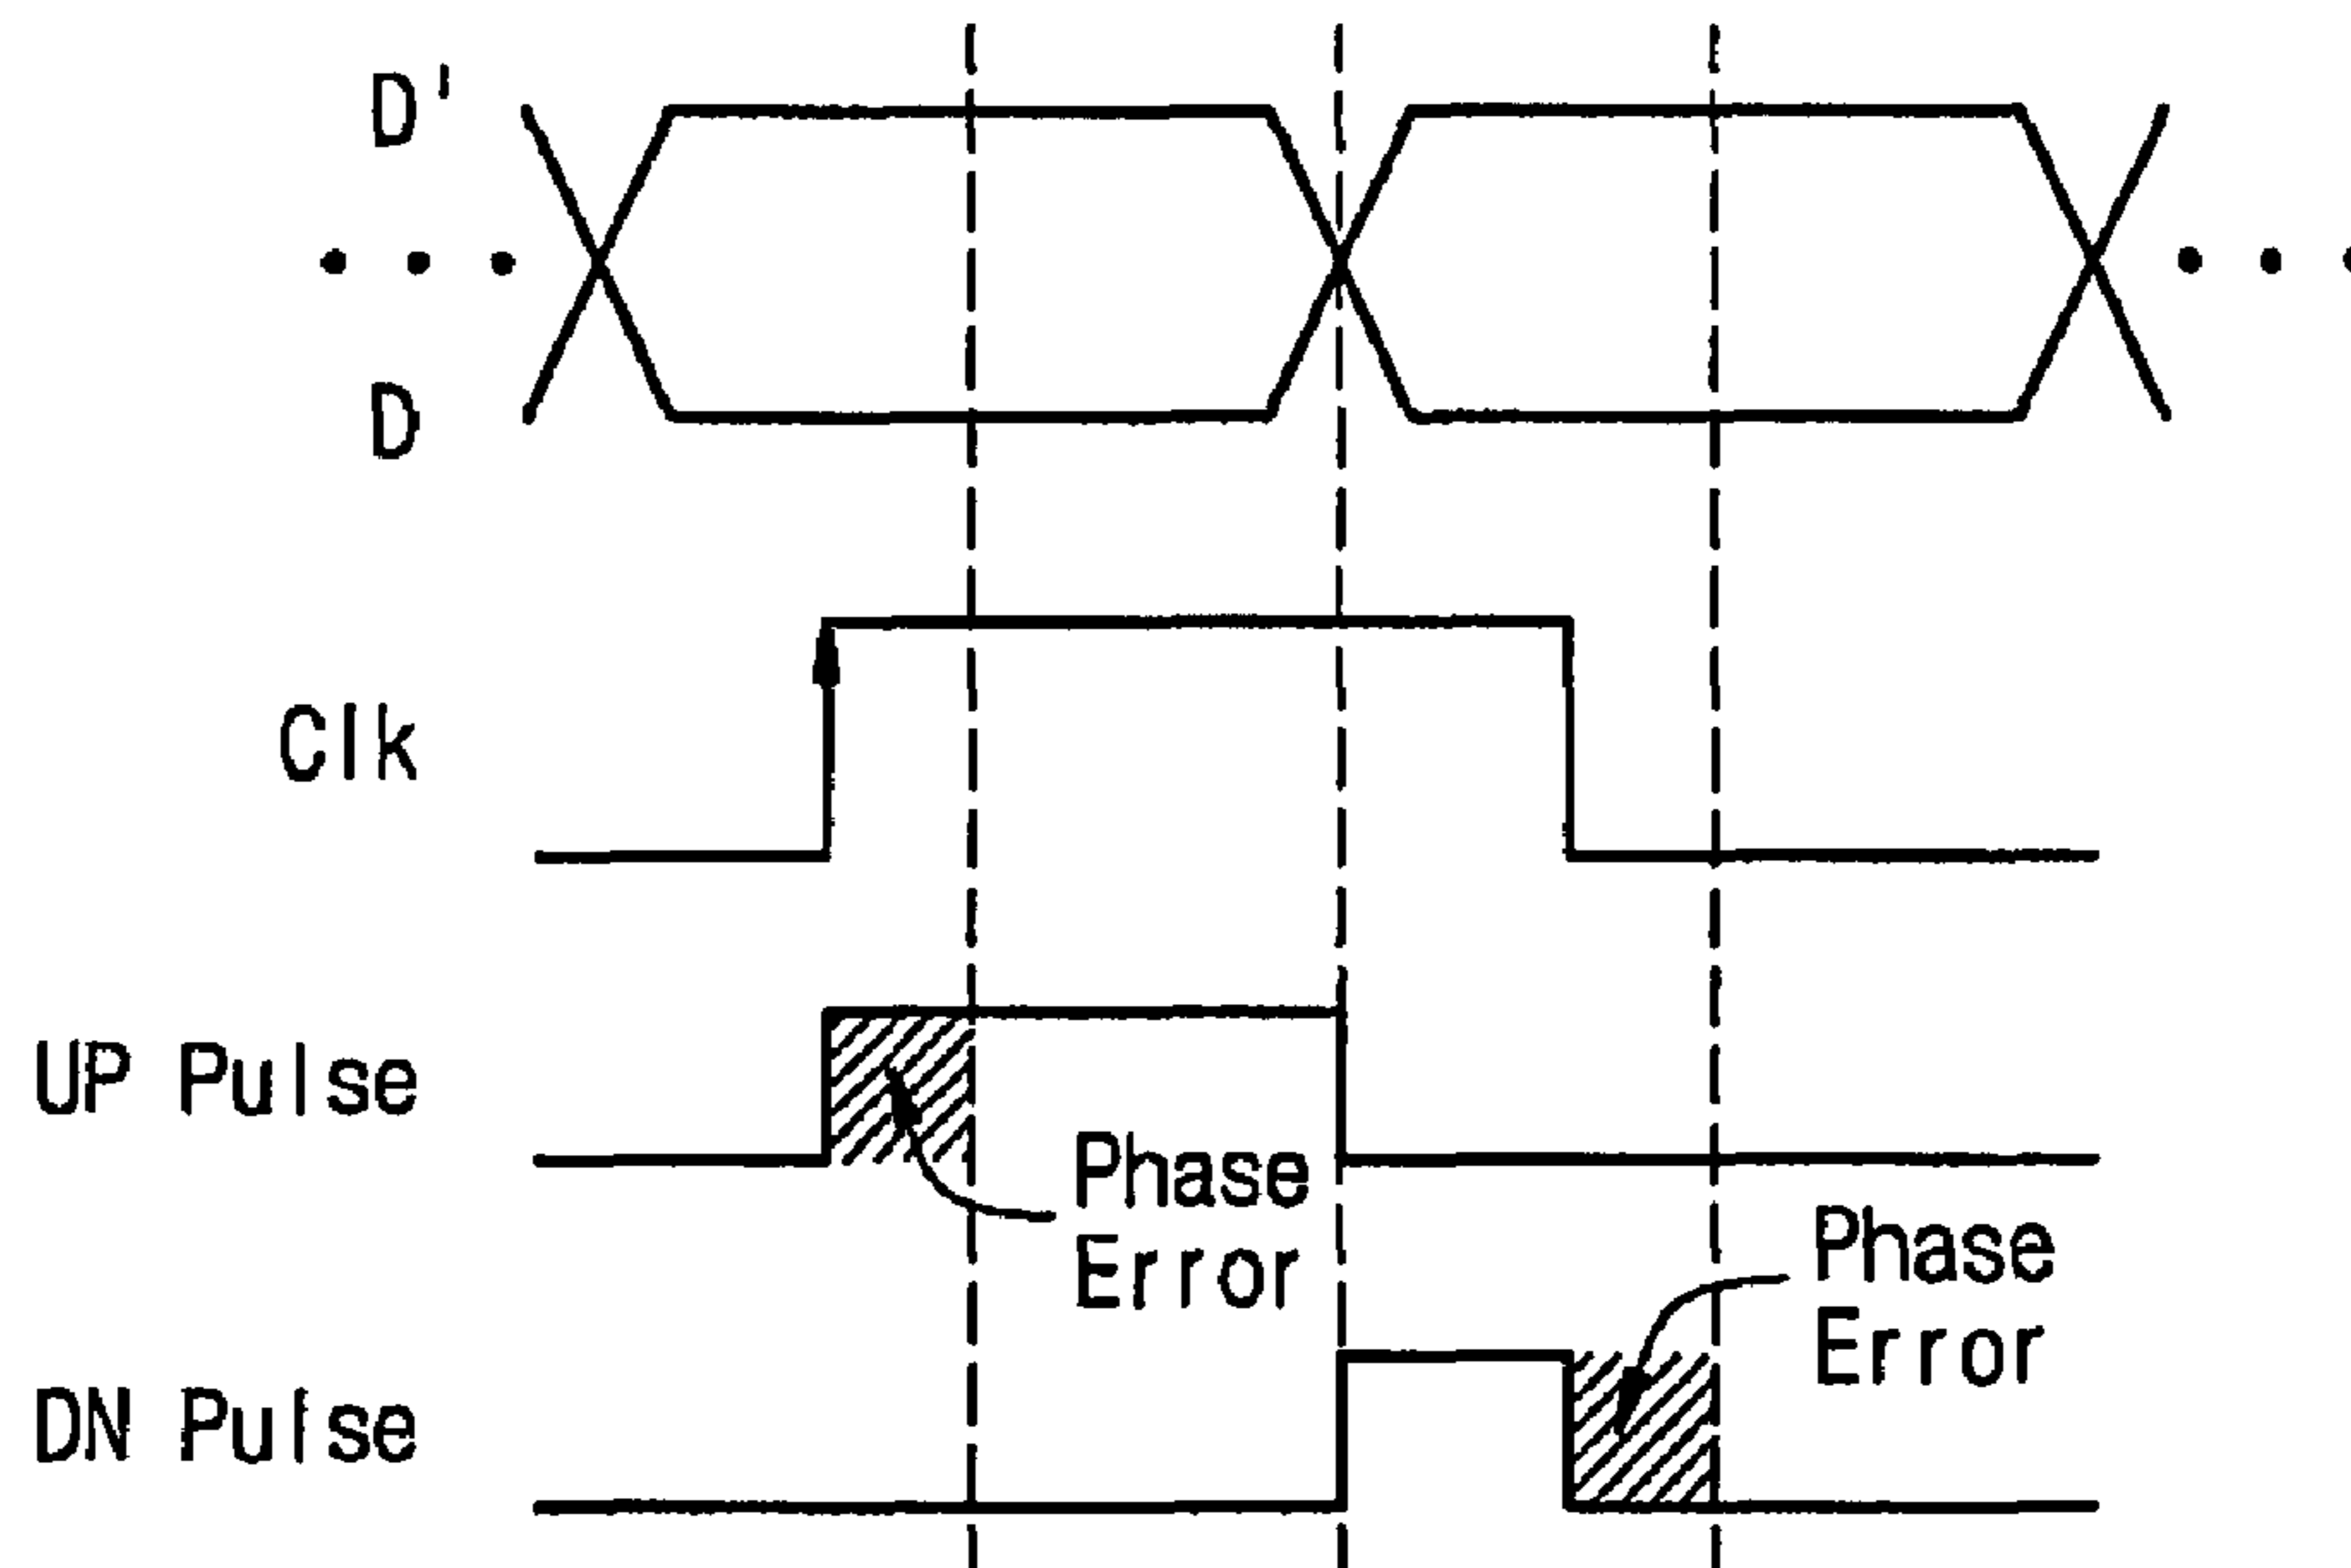 D'
D
Clk
UP Pulse
Phase
Error
Phase
Error
DN Pulse